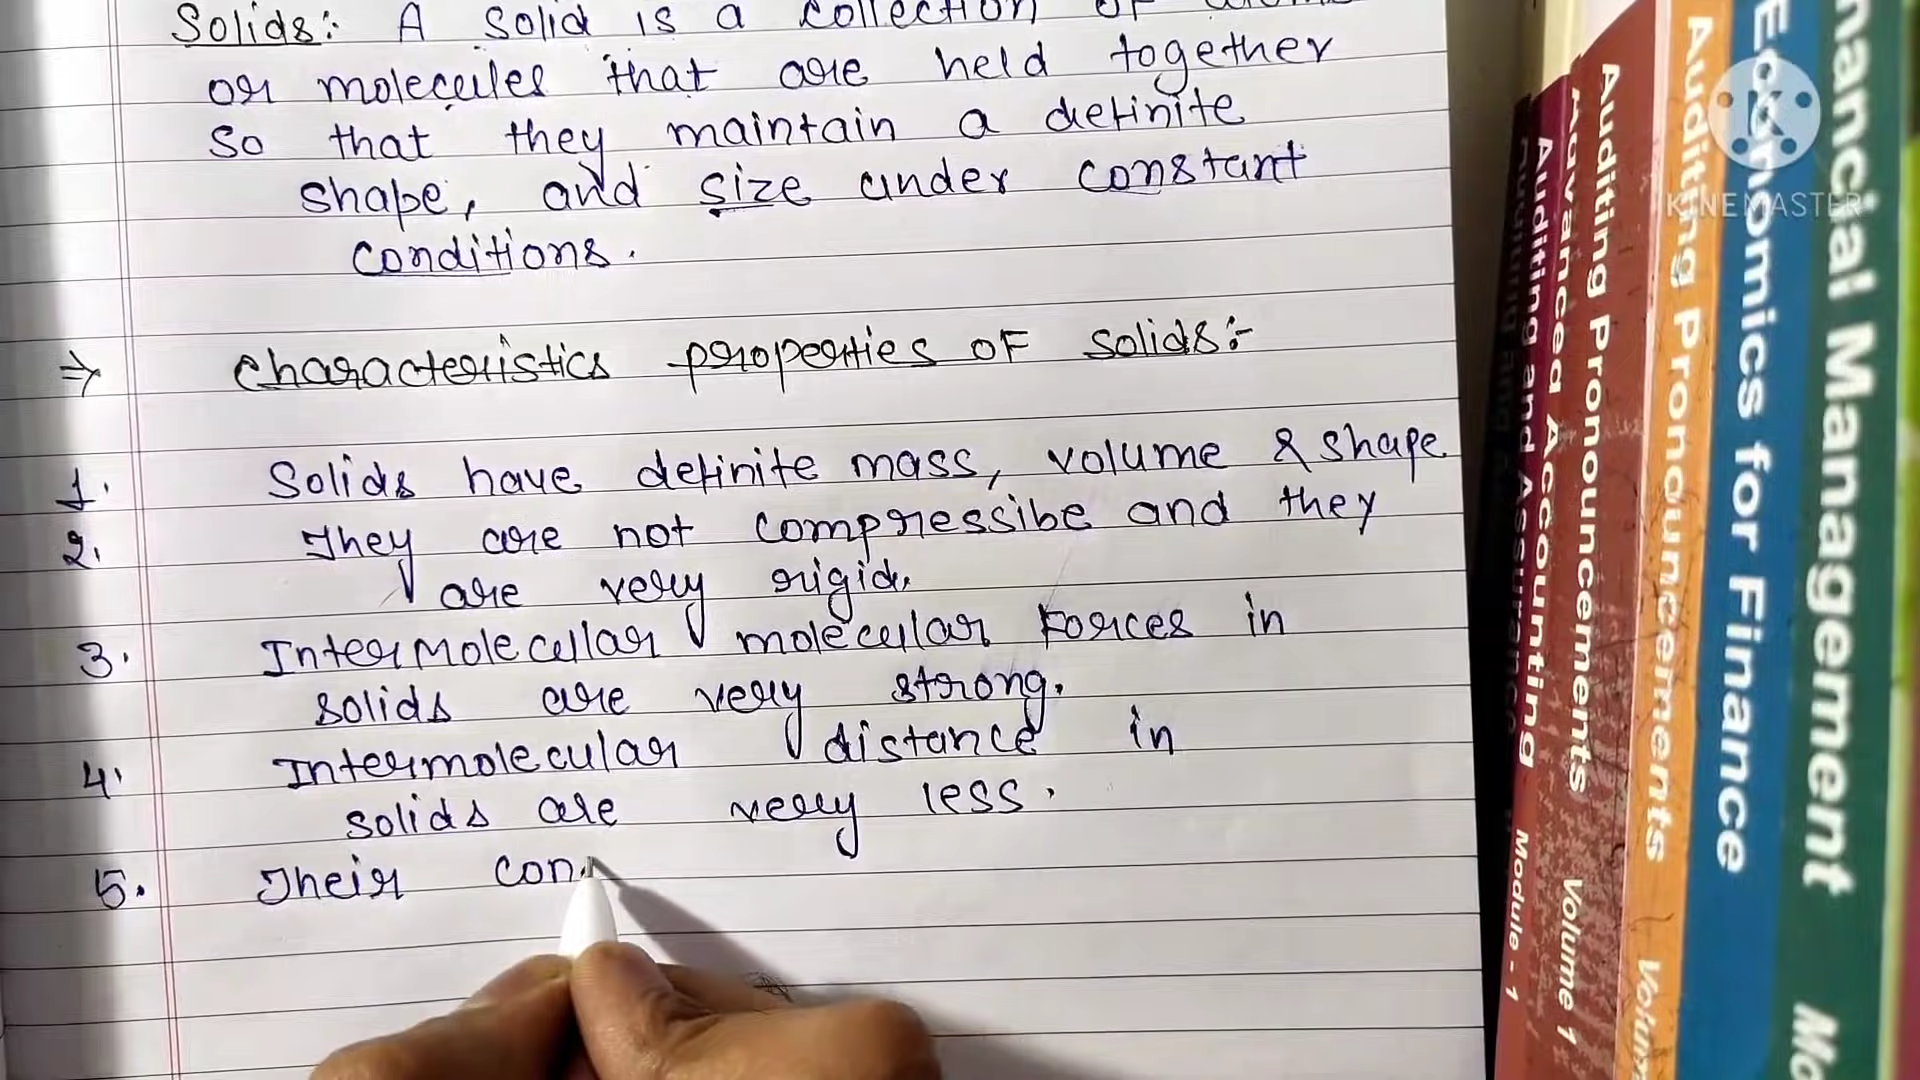 Solids:- A solid is a collection of atoms
or molecules that are held together
so that they maintain a definite
shape, and size under constant
conditions.
⇒ Characteristics properties of solids:-
1. Solids have definite mass, volume & shape
2. They are not compressibe and they
are very rigid.
3. Intermolecular molecular forces in
solids are very strong.
4. Intermolecular distance in
solids are very less.
5. Their con
Auditing and Assurance Module - 1
Advanced Accounting Volume 1
Auditing Pronouncements
Auditing Pronouncements Volum
Economics for Finance
nancial Management Mo
KINEMASTER